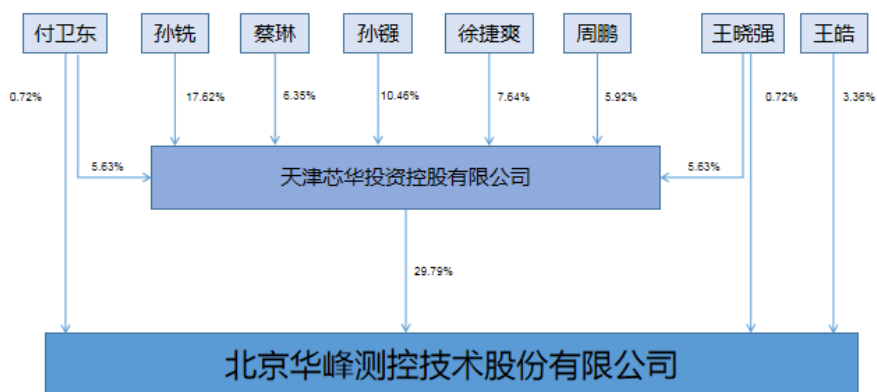 付卫东
孙铣
蔡琳
孙镪
徐捷爽
周鹏
王晓强
王皓
0.72%
17.62%
6.35%
10.46%
7.64%
5.92%
0.72%
3.36%
5.63%
天津芯华投资控股有限公司
5.63%
29.79%
北京华峰测控技术股份有限公司